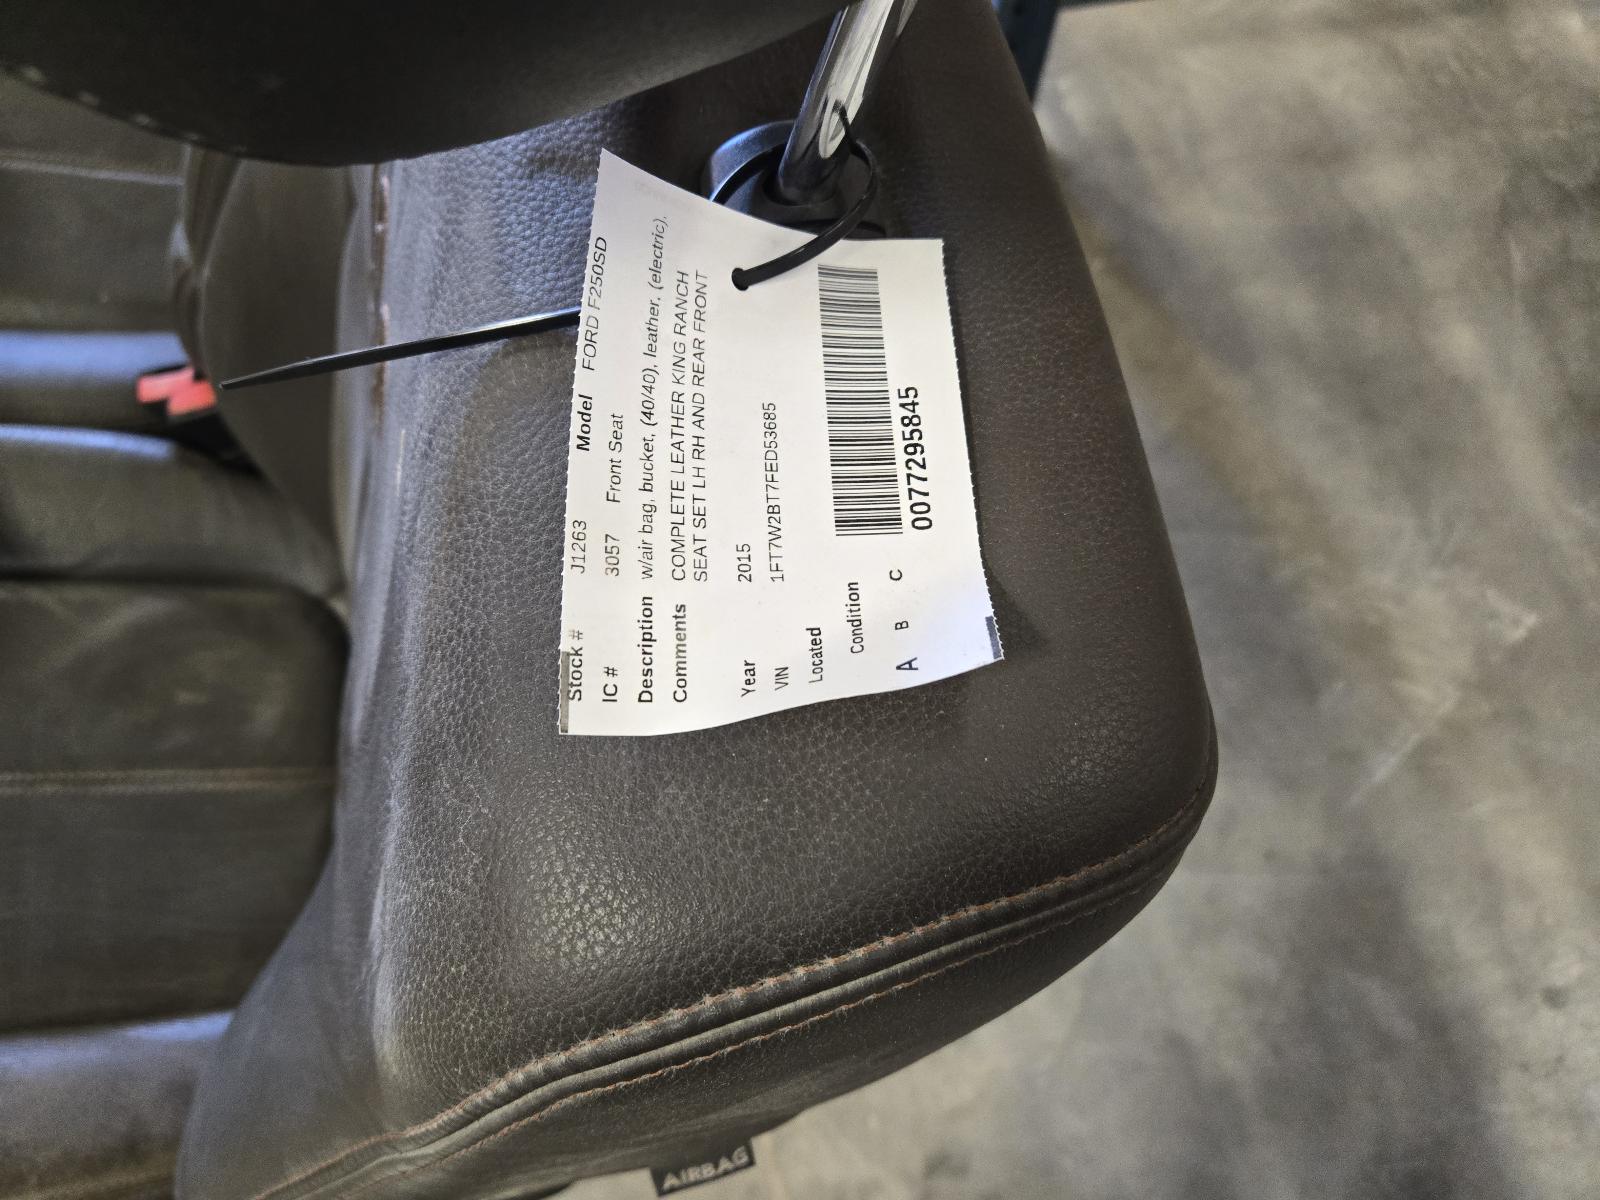 Stock # J1263 Model FORD F250SD
IC # 3057 Front Seat
Description w/air bag, bucket, (40/40), leather, (electric),
Comments COMPLETE LEATHER KING RANCH
SEAT SET LH RH AND REAR FRONT
Year 2015
VIN 1FT7W2BT7FED53685
Located
Condition
A B C
0077295845
AIRBAG